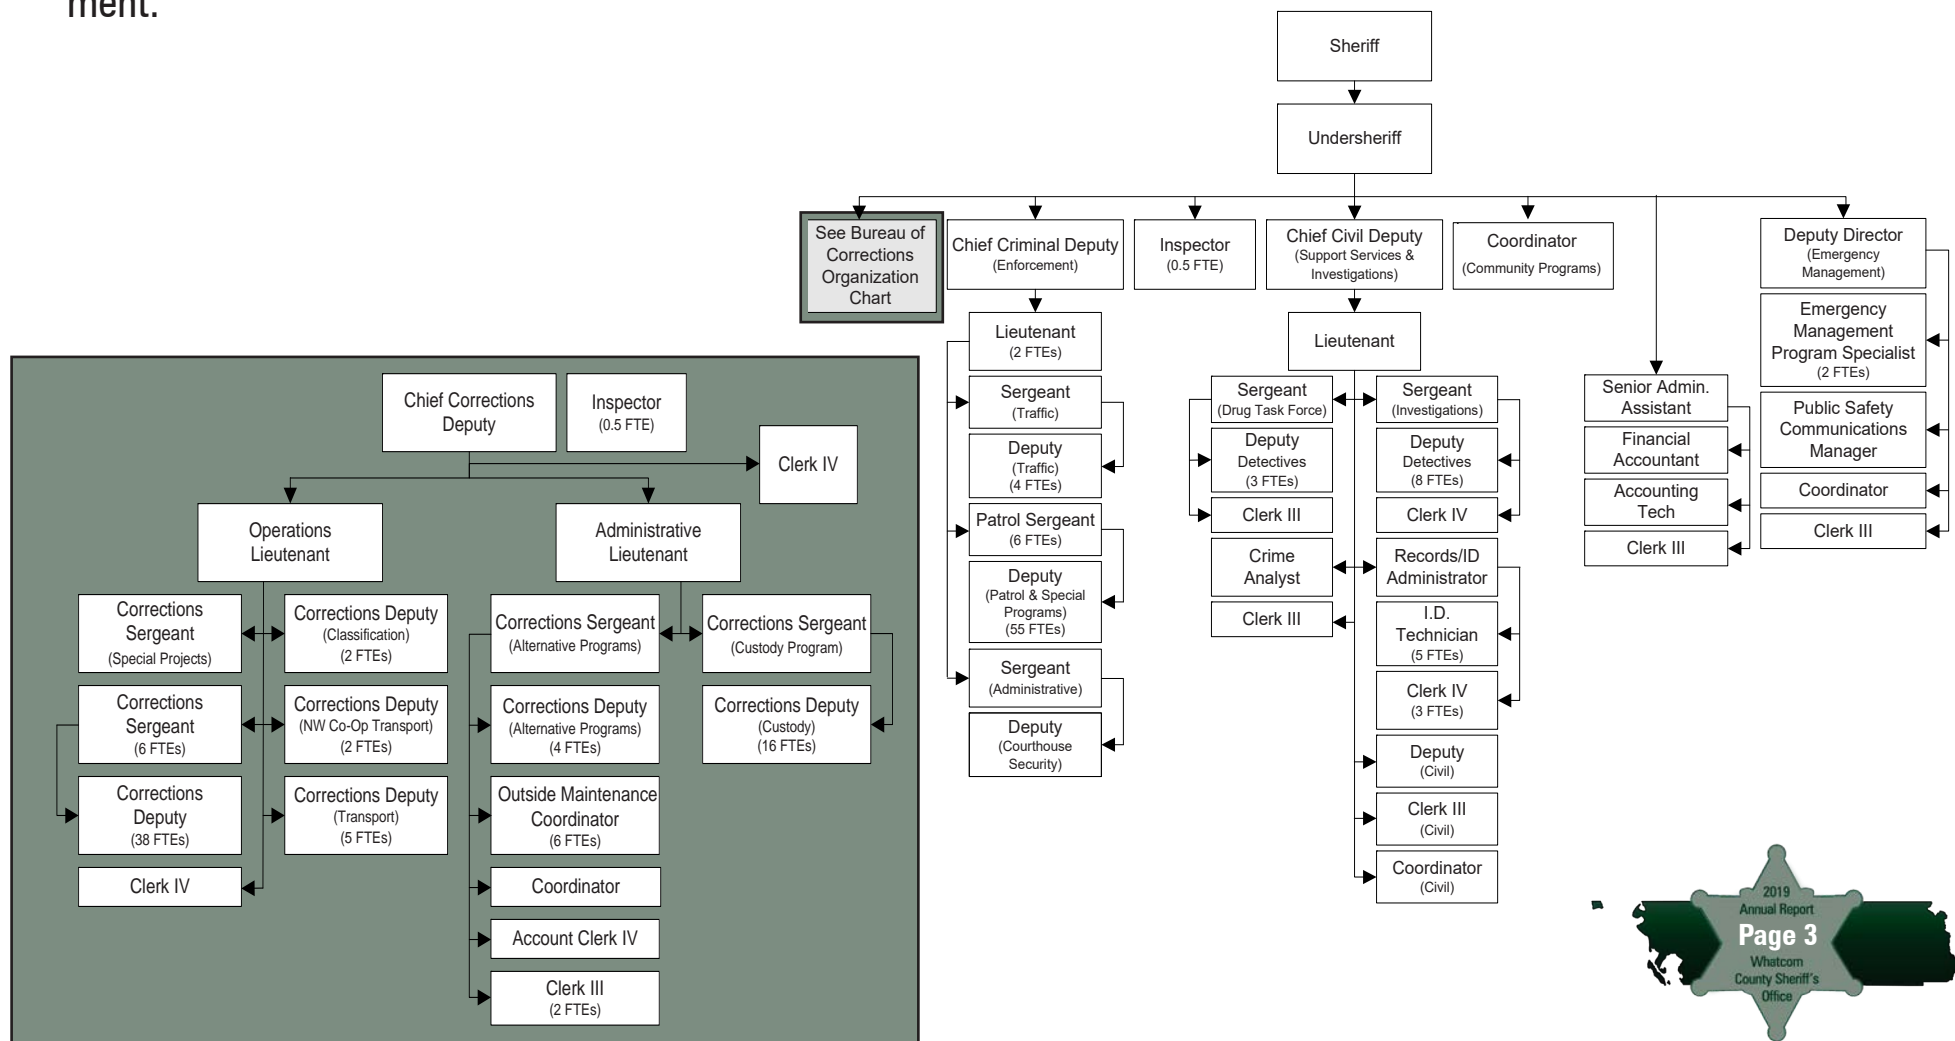 ment.
Sheriff
Undersheriff
See Bureau of
Corrections
Organization
Chart
Chief Criminal Deputy
(Enforcement)
Inspector
(0.5 FTE)
Chief Civil Deputy
(Support Services &
Investigations)
Coordinator
(Community Programs)
Deputy Director
(Emergency
Management)
Lieutenant
(2 FTEs)
Sergeant
(Traffic)
Deputy
(Traffic)
(4 FTEs)
Patrol Sergeant
(6 FTEs)
Deputy
(Patrol & Special
Programs)
(55 FTEs)
Sergeant
(Administrative)
Deputy
(Courthouse
Security)
Lieutenant
Sergeant
(Drug Task Force)
Deputy
Detectives
(3 FTEs)
Clerk III
Crime
Analyst
Clerk III
Sergeant
(Investigations)
Deputy
Detectives
(8 FTEs)
Clerk IV
Records/ID
Administrator
I.D.
Technician
(5 FTEs)
Clerk IV
(3 FTEs)
Deputy
(Civil)
Clerk III
(Civil)
Coordinator
(Civil)
Senior Admin.
Assistant
Financial
Accountant
Accounting
Tech
Clerk III
Emergency
Management
Program Specialist
(2 FTEs)
Public Safety
Communications
Manager
Coordinator
Clerk III
Chief Corrections
Deputy
Inspector
(0.5 FTE)
Clerk IV
Operations
Lieutenant
Administrative
Lieutenant
Corrections
Sergeant
(Special Projects)
Corrections Deputy
(Classification)
(2 FTEs)
Corrections
Sergeant
(6 FTEs)
Corrections Deputy
(NW Co-Op Transport)
(2 FTEs)
Corrections
Deputy
(38 FTEs)
Corrections Deputy
(Transport)
(5 FTEs)
Clerk IV
Corrections Sergeant
(Alternative Programs)
Corrections Sergeant
(Custody Program)
Corrections Deputy
(Alternative Programs)
(4 FTEs)
Corrections Deputy
(Custody)
(16 FTEs)
Outside Maintenance
Coordinator
(6 FTEs)
Coordinator
Account Clerk IV
Clerk III
(2 FTEs)
2019
Annual Report
Page 3
Whatcom
County Sheriff's
Office